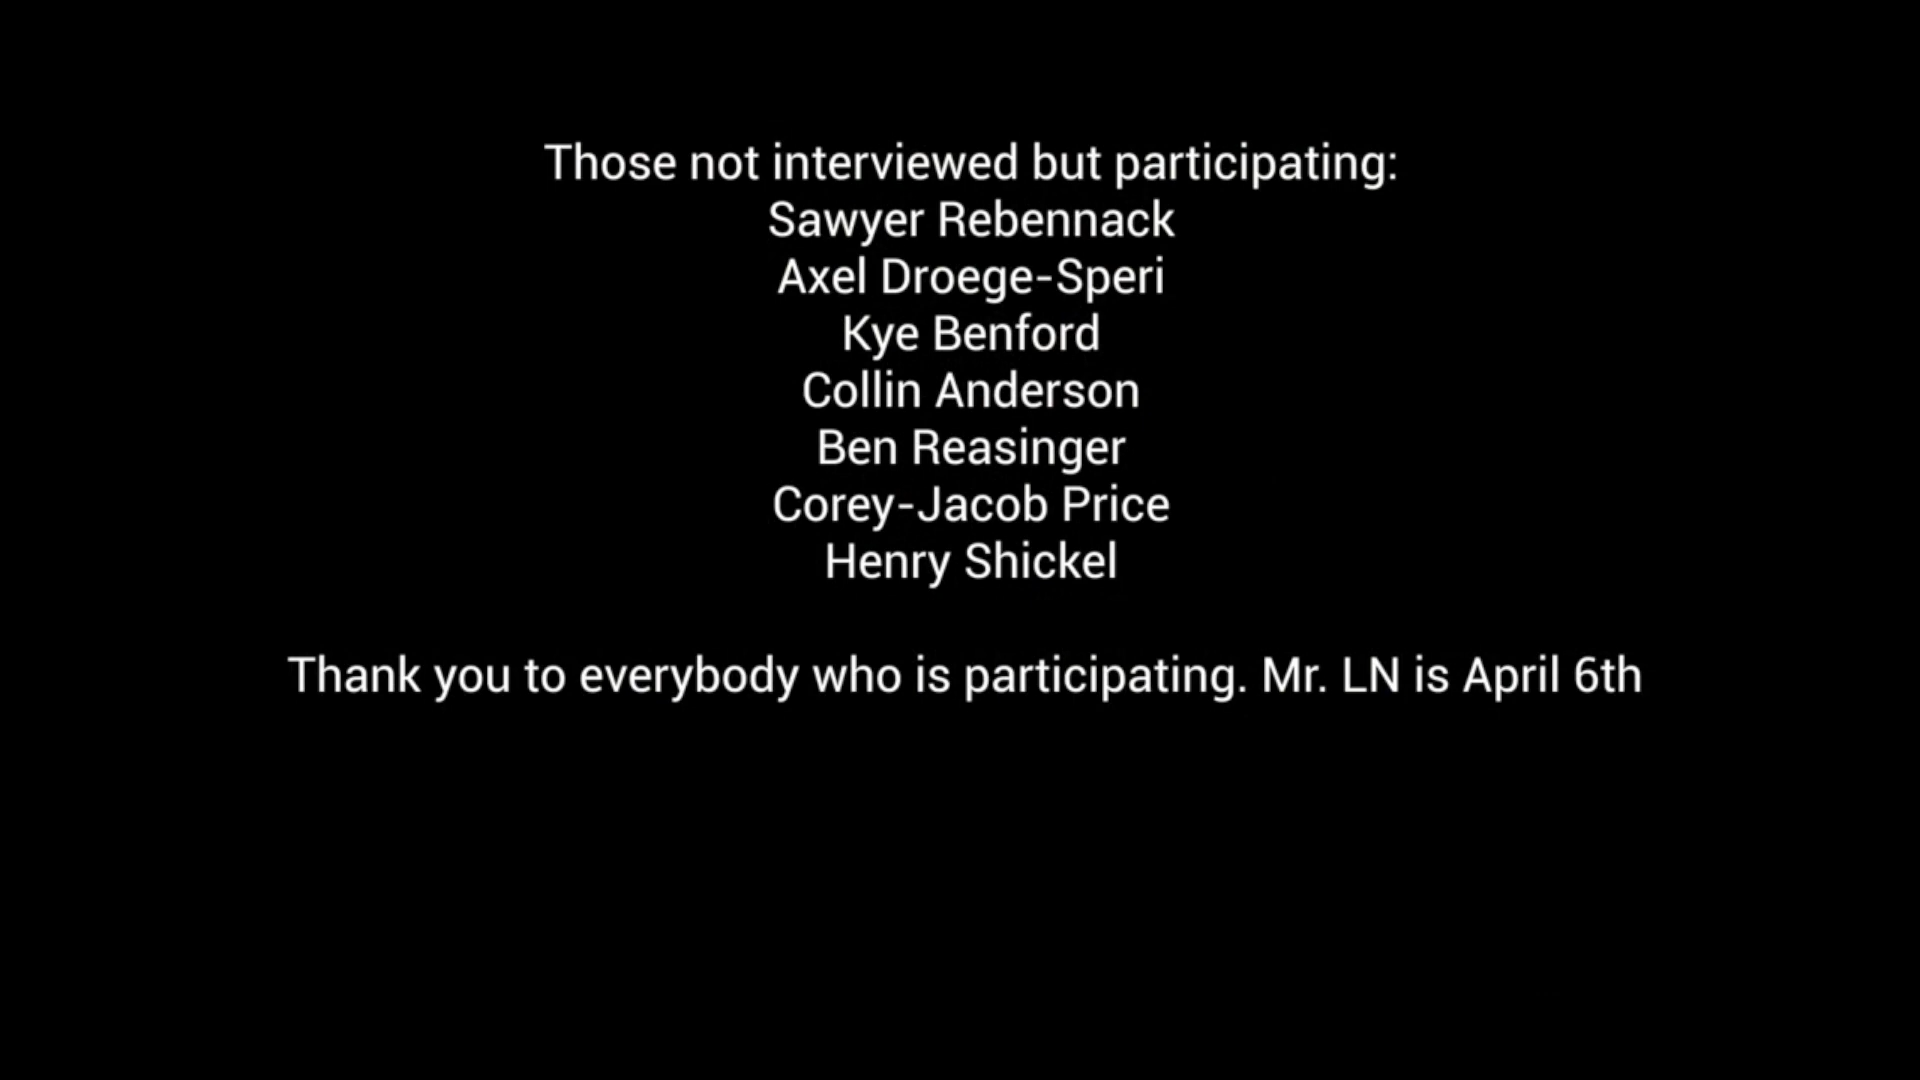 Those not interviewed but participating:
Sawyer Rebennack
Axel Droege-Speri
Kye Benford
Collin Anderson
Ben Reasinger
Corey-Jacob Price
Henry Shickel
Thank you to everybody who is participating. Mr. LN is April 6th